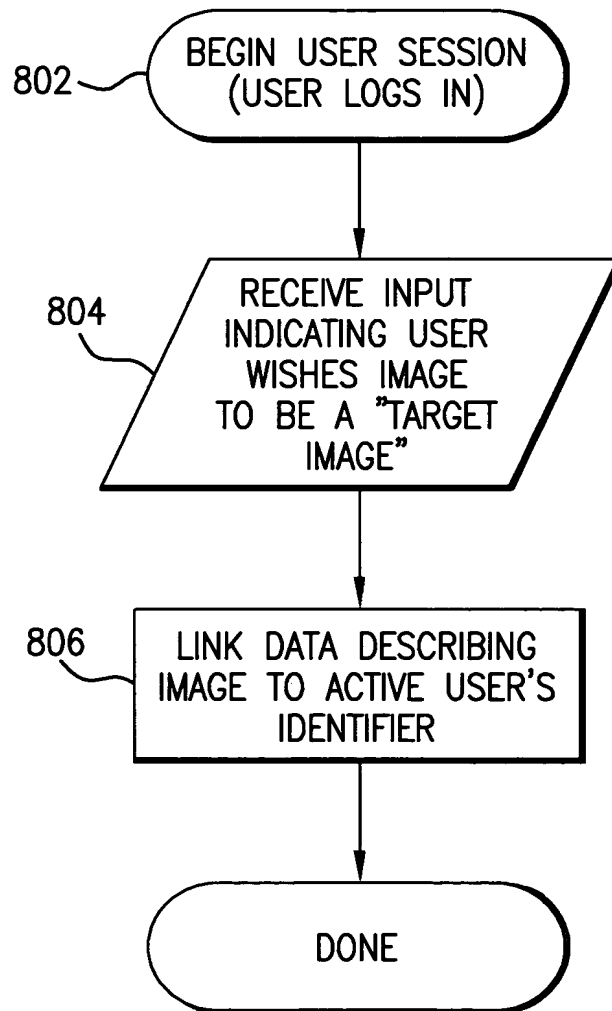 802
BEGIN USER SESSION
(USER LOGS IN)
804
RECEIVE INPUT
INDICATING USER
WISHES IMAGE
TO BE A "TARGET
IMAGE"
806
LINK DATA DESCRIBING
IMAGE TO ACTIVE USER'S
IDENTIFIER
DONE